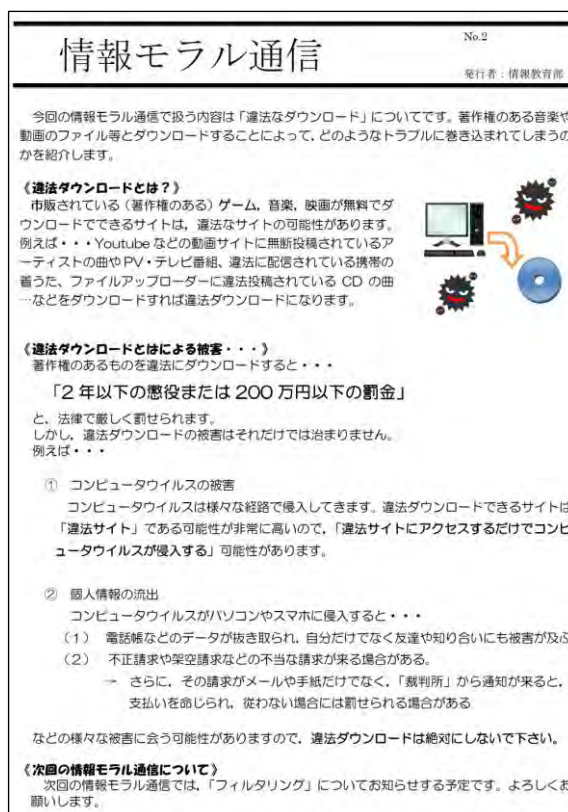 情報モラル通信
No.2
発行者：情報教育部
今回の情報モラル通信で扱う内容は「違法なダウンロード」についてです。著作権のある音楽や
動画のファイル等とダウンロードすることによって、どのようなトラブルに巻き込まれてしまうの
かを紹介します。
《違法ダウンロードとは？》
市販されている（著作権のある）ゲーム，音楽，映画が無料でダ
ウンロードでできるサイトは，違法なサイトの可能性があります。
例えば・・・Youtube などの動画サイトに無断投稿されているア
ーティストの曲や PV・テレビ番組、違法に配信されている携帯の
着うた、ファイルアップローダーに違法投稿されている CD の曲
…などをダウンロードすれば違法ダウンロードになります。
《違法ダウンロードとはによる被害・・・》
著作権のあるものを違法にダウンロードすると・・・
「2 年以下の懲役または 200 万円以下の罰金」
と、法律で厳しく罰せられます。
しかし、違法ダウンロードの被害はそれだけでは治まりません。
例えば・・・
① コンピュータウイルスの被害
コンピュータウイルスは様々な経路で侵入してきます。違法ダウンロードできるサイトは
「違法サイト」である可能性が非常に高いので，「違法サイトにアクセスするだけでコンピ
ュータウイルスが侵入する」可能性があります。
② 個人情報の流出
コンピュータウイルスがパソコンやスマホに侵入すると・・・
（1） 電話帳などのデータが抜き取られ，自分だけでなく友達や知り合いにも被害が及ぶ
（2） 不正請求や架空請求などの不当な請求が来る場合がある。
→ さらに，その請求がメールや手紙だけでなく，「裁判所」から通知が来ると，
支払いを命じられ，従わない場合には罰せられる場合がある
などの様々な被害に会う可能性がありますので，違法ダウンロードは絶対にしないで下さい。
《次回の情報モラル通信について》
次回の情報モラル通信では，「フィルタリング」についてお知らせする予定です。よろしくお
願いします。